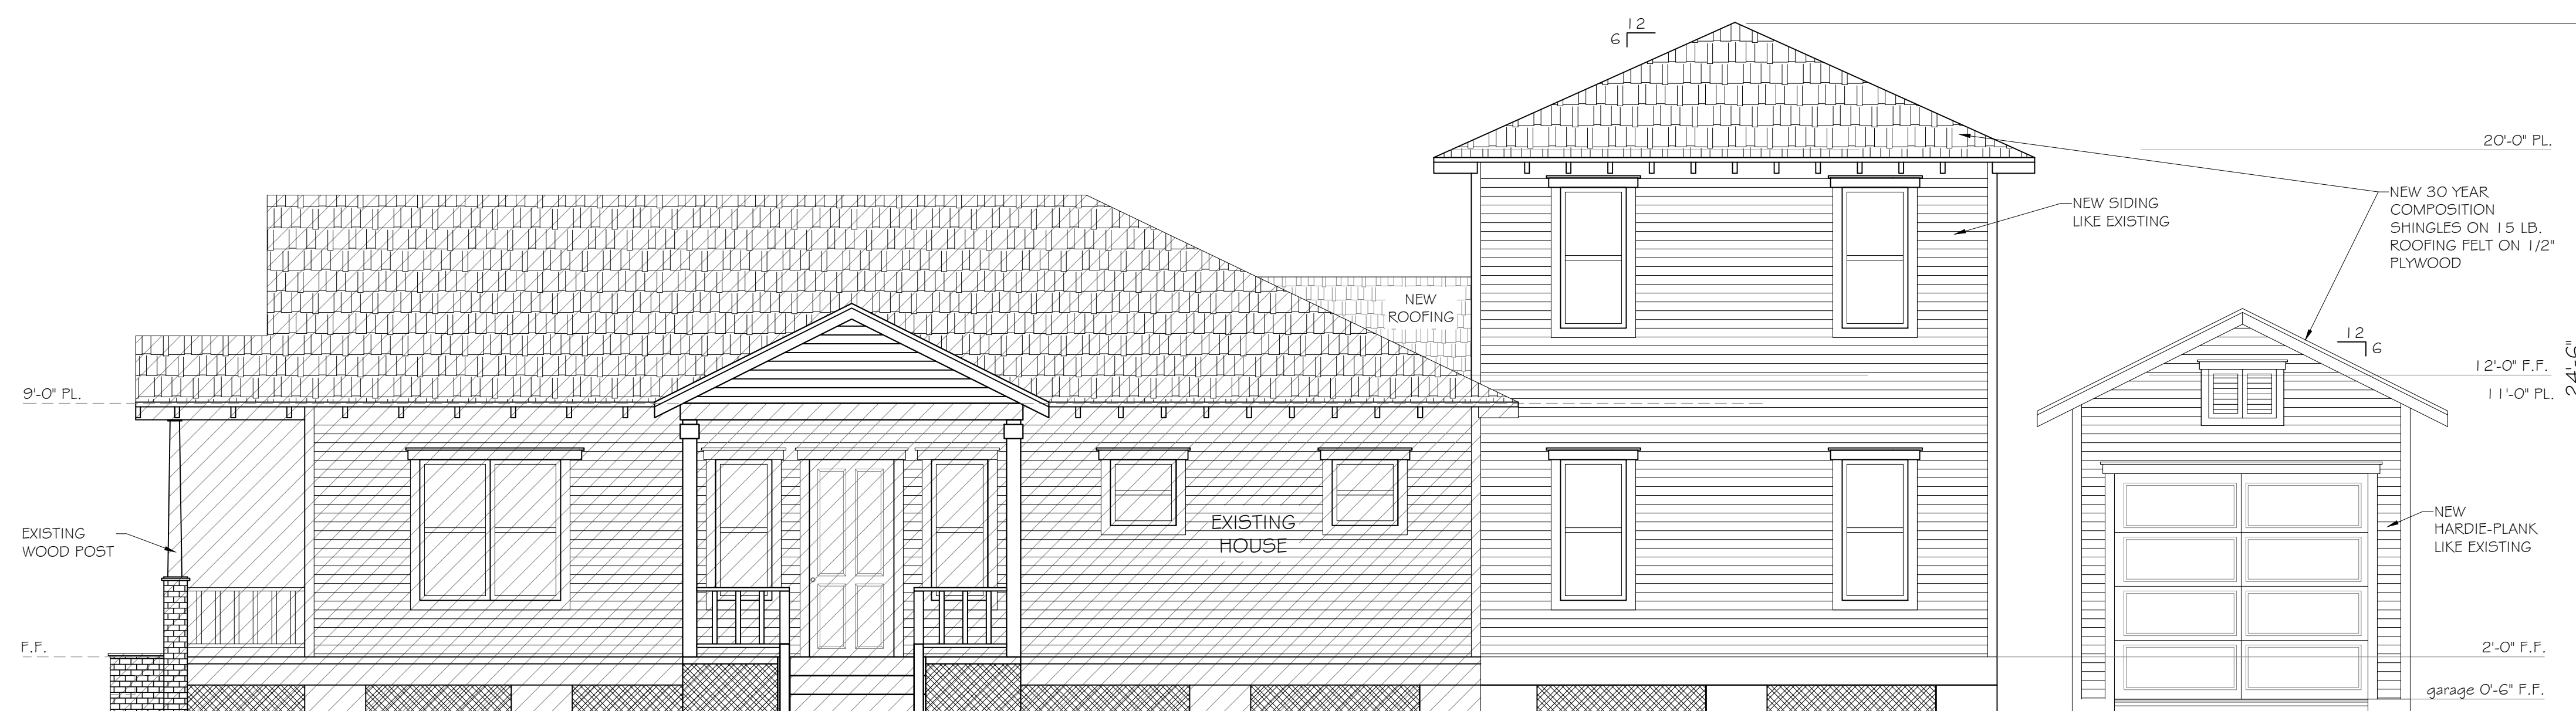 12
6
20'-0" PL.
NEW 30 YEAR
COMPOSITION
SHINGLES ON 15 LB.
ROOFING FELT ON 1/2"
PLYWOOD
NEW SIDING
LIKE EXISTING
NEW
ROOFING
12
6
24'-6"
12'-0" F.F.
11'-0" PL.
9'-0" PL.
EXISTING
WOOD POST
EXISTING
HOUSE
NEW
HARDIE-PLANK
LIKE EXISTING
F.F.
2'-0" F.F.
garage 0'-6" F.F.